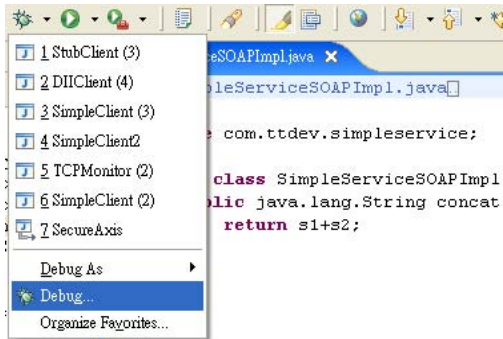 eSOAPImpl.java
1 StubClient (3)
2 DIIClient (4)
pleServiceSOAPImpl.java
3 SimpleClient (3)
4 SimpleClient2
com.ttdev.simpleservice;
5 TCPMonitor (2)
class SimpleServiceSOAPImpl
6 SimpleClient (2)
lic java.lang.String concat
7 SecureAxis
return s1+s2;
Debug As
Debug...
Organize Favorites...